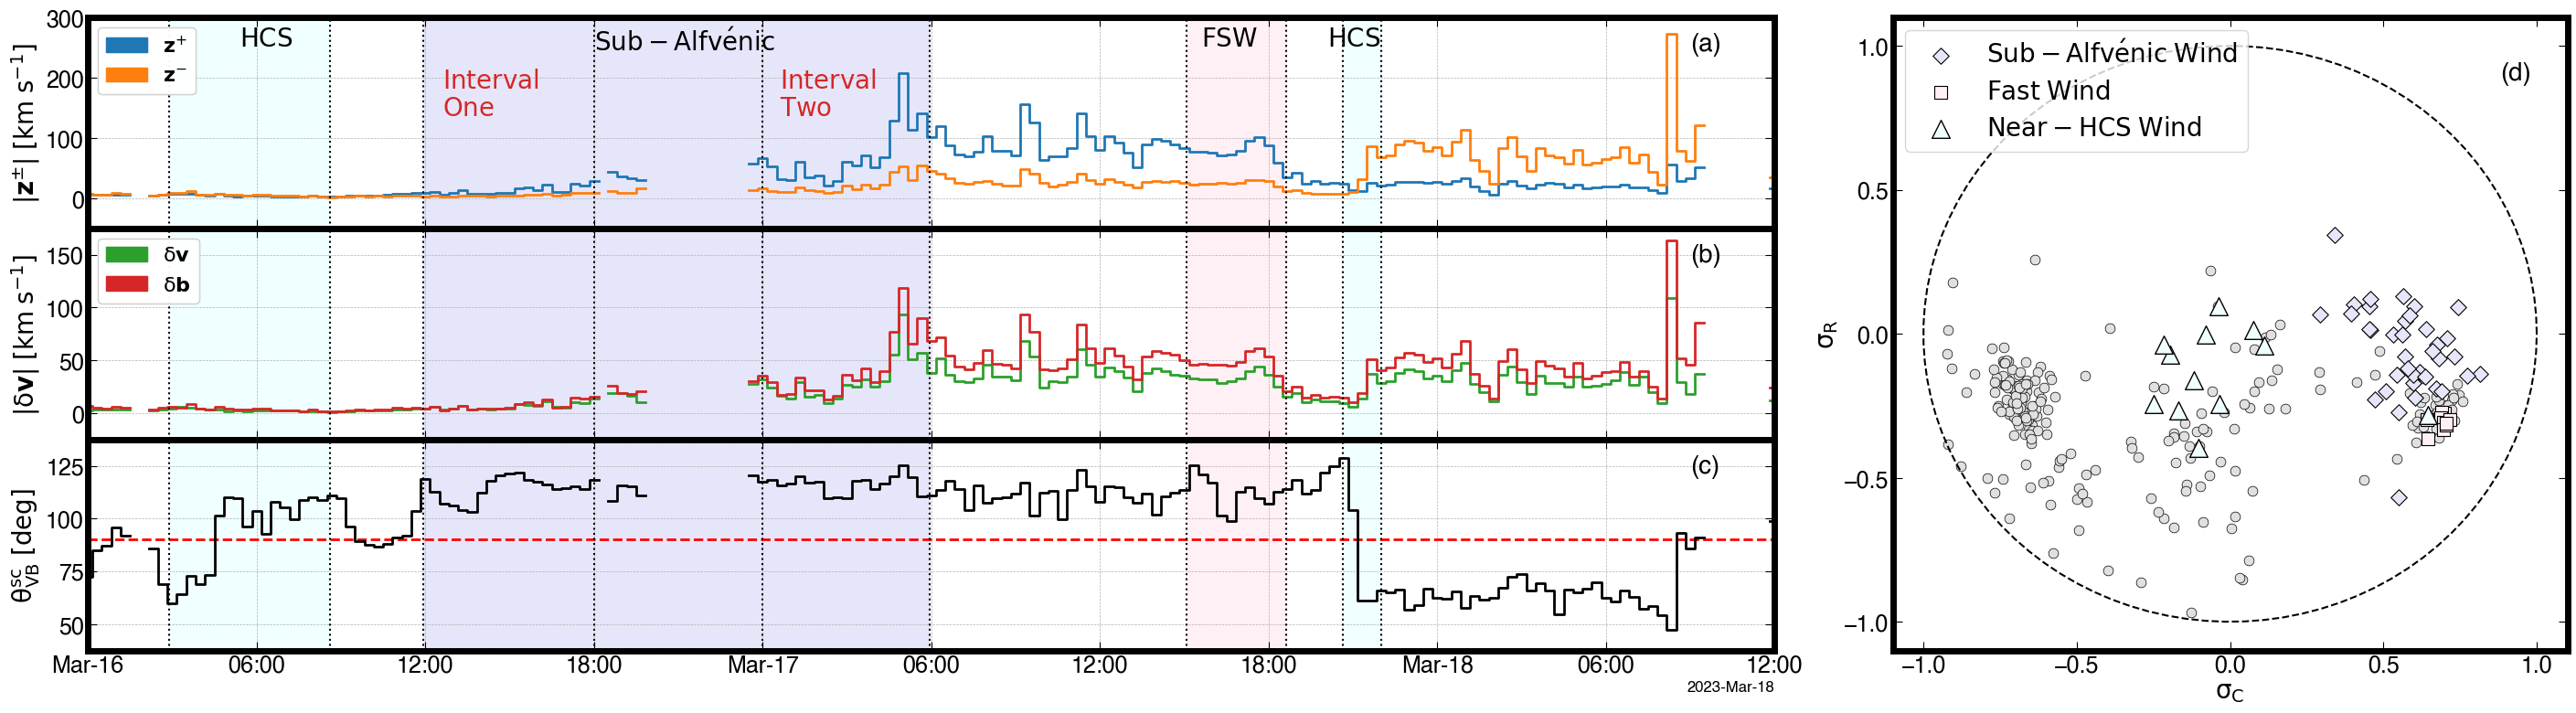 300
200
100
0
|z±| [km s−1]
z+
z−
HCS
Sub − Alfvénic
FSW
HCS
(a)
Interval
One
Interval
Two
150
100
50
0
|δv| [km s−1]
δv
δb
(b)
125
100
75
50
θscVB [deg]
(c)
Mar-16
06:00
12:00
18:00
Mar-17
06:00
12:00
18:00
Mar-18
06:00
12:00
2023-Mar-18
Sub − Alfvénic Wind
Fast Wind
Near − HCS Wind
(d)
1.0
0.5
0.0
−0.5
−1.0
σR
−1.0
−0.5
0.0
0.5
1.0
σC